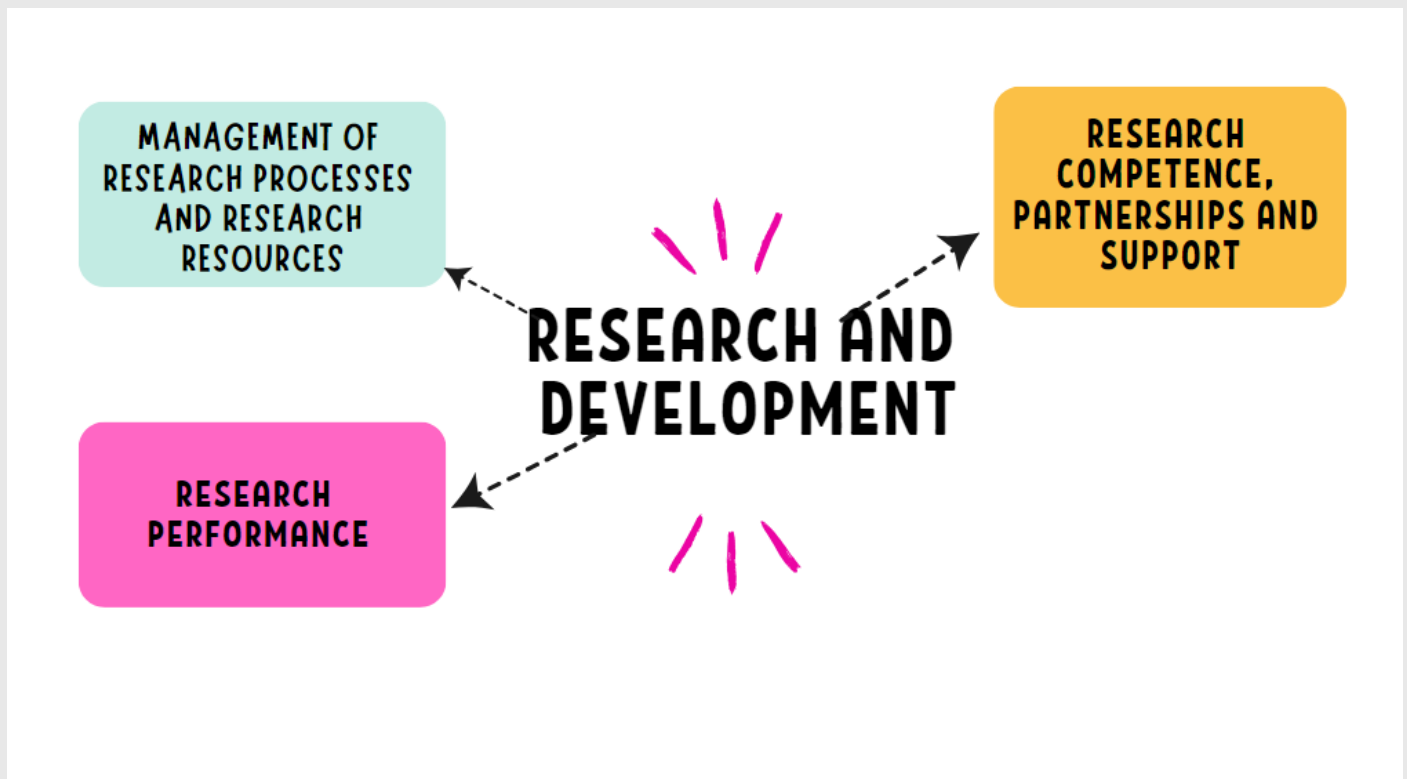 MANAGEMENT OF
RESEARCH PROCESSES
AND RESEARCH
RESOURCES
RESEARCH
COMPETENCE,
PARTNERSHIPS AND
SUPPORT
RESEARCH AND
DEVELOPMENT
RESEARCH
PERFORMANCE